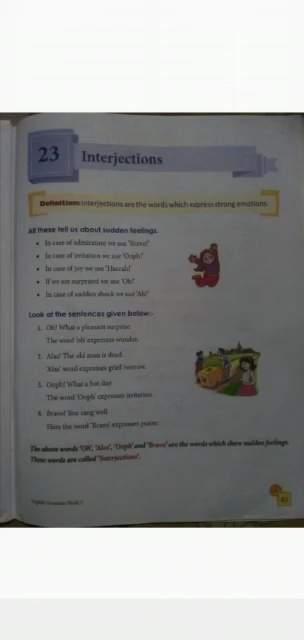 23
Interjections
Definition: Interjections are the words which express strong emotions.
All these tell us about sudden feelings.
• In case of admiration we use 'Bravo!'
• In case of irritation we use 'Ooph!'
• In case of joy we use 'Hurrah!'
• If we are surprised we use 'Oh!'
• In case of sudden shock we use 'Ah!'
Look at the sentences given below:-
1. Oh! What a pleasant surprise.
The word 'oh' expresses wonder.
2. Alas! The old man is dead.
'Alas' word expresses grief /sorrow.
3. Ooph! What a hot day.
The word 'Ooph' expresses irritation.
4. Bravo! You sang well.
Here the word 'Bravo' expresses praise.
The above words 'Oh', 'Alas', 'Ooph' and 'Bravo' are the words which show sudden feelings.
These words are called 'Interjections'.
English Grammar Book